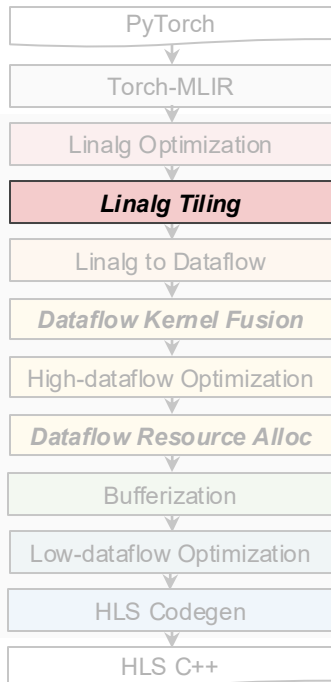 PyTorch
Torch-MLIR
Linalg Optimization
Linalg Tiling
Linalg to Dataflow
Dataflow Kernel Fusion
High-dataflow Optimization
Dataflow Resource Alloc
Bufferization
Low-dataflow Optimization
HLS Codegen
HLS C++